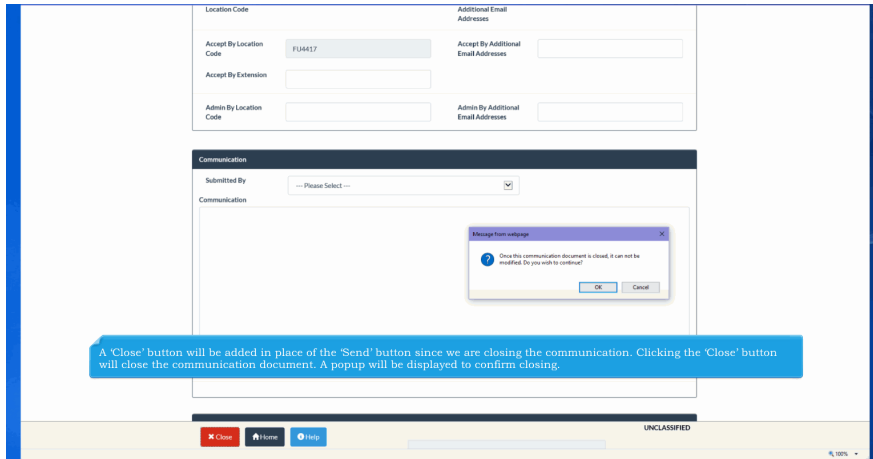 Location Code
Additional Email
Addresses
Accept By Location
Code
FU4417
Accept By Additional
Email Addresses
Accept By Extension
Admin By Location
Code
Admin By Additional
Email Addresses
Communication
Submitted By
--- Please Select ---
Communication
Message from webpage
Once this communication document is closed, it can not be
modified. Do you wish to continue?
OK
Cancel
A ‘Close’ button will be added in place of the ‘Send’ button since we are closing the communication. Clicking the ‘Close’ button
will close the communication document. A popup will be displayed to confirm closing.
UNCLASSIFIED
Close
Home
Help
100%